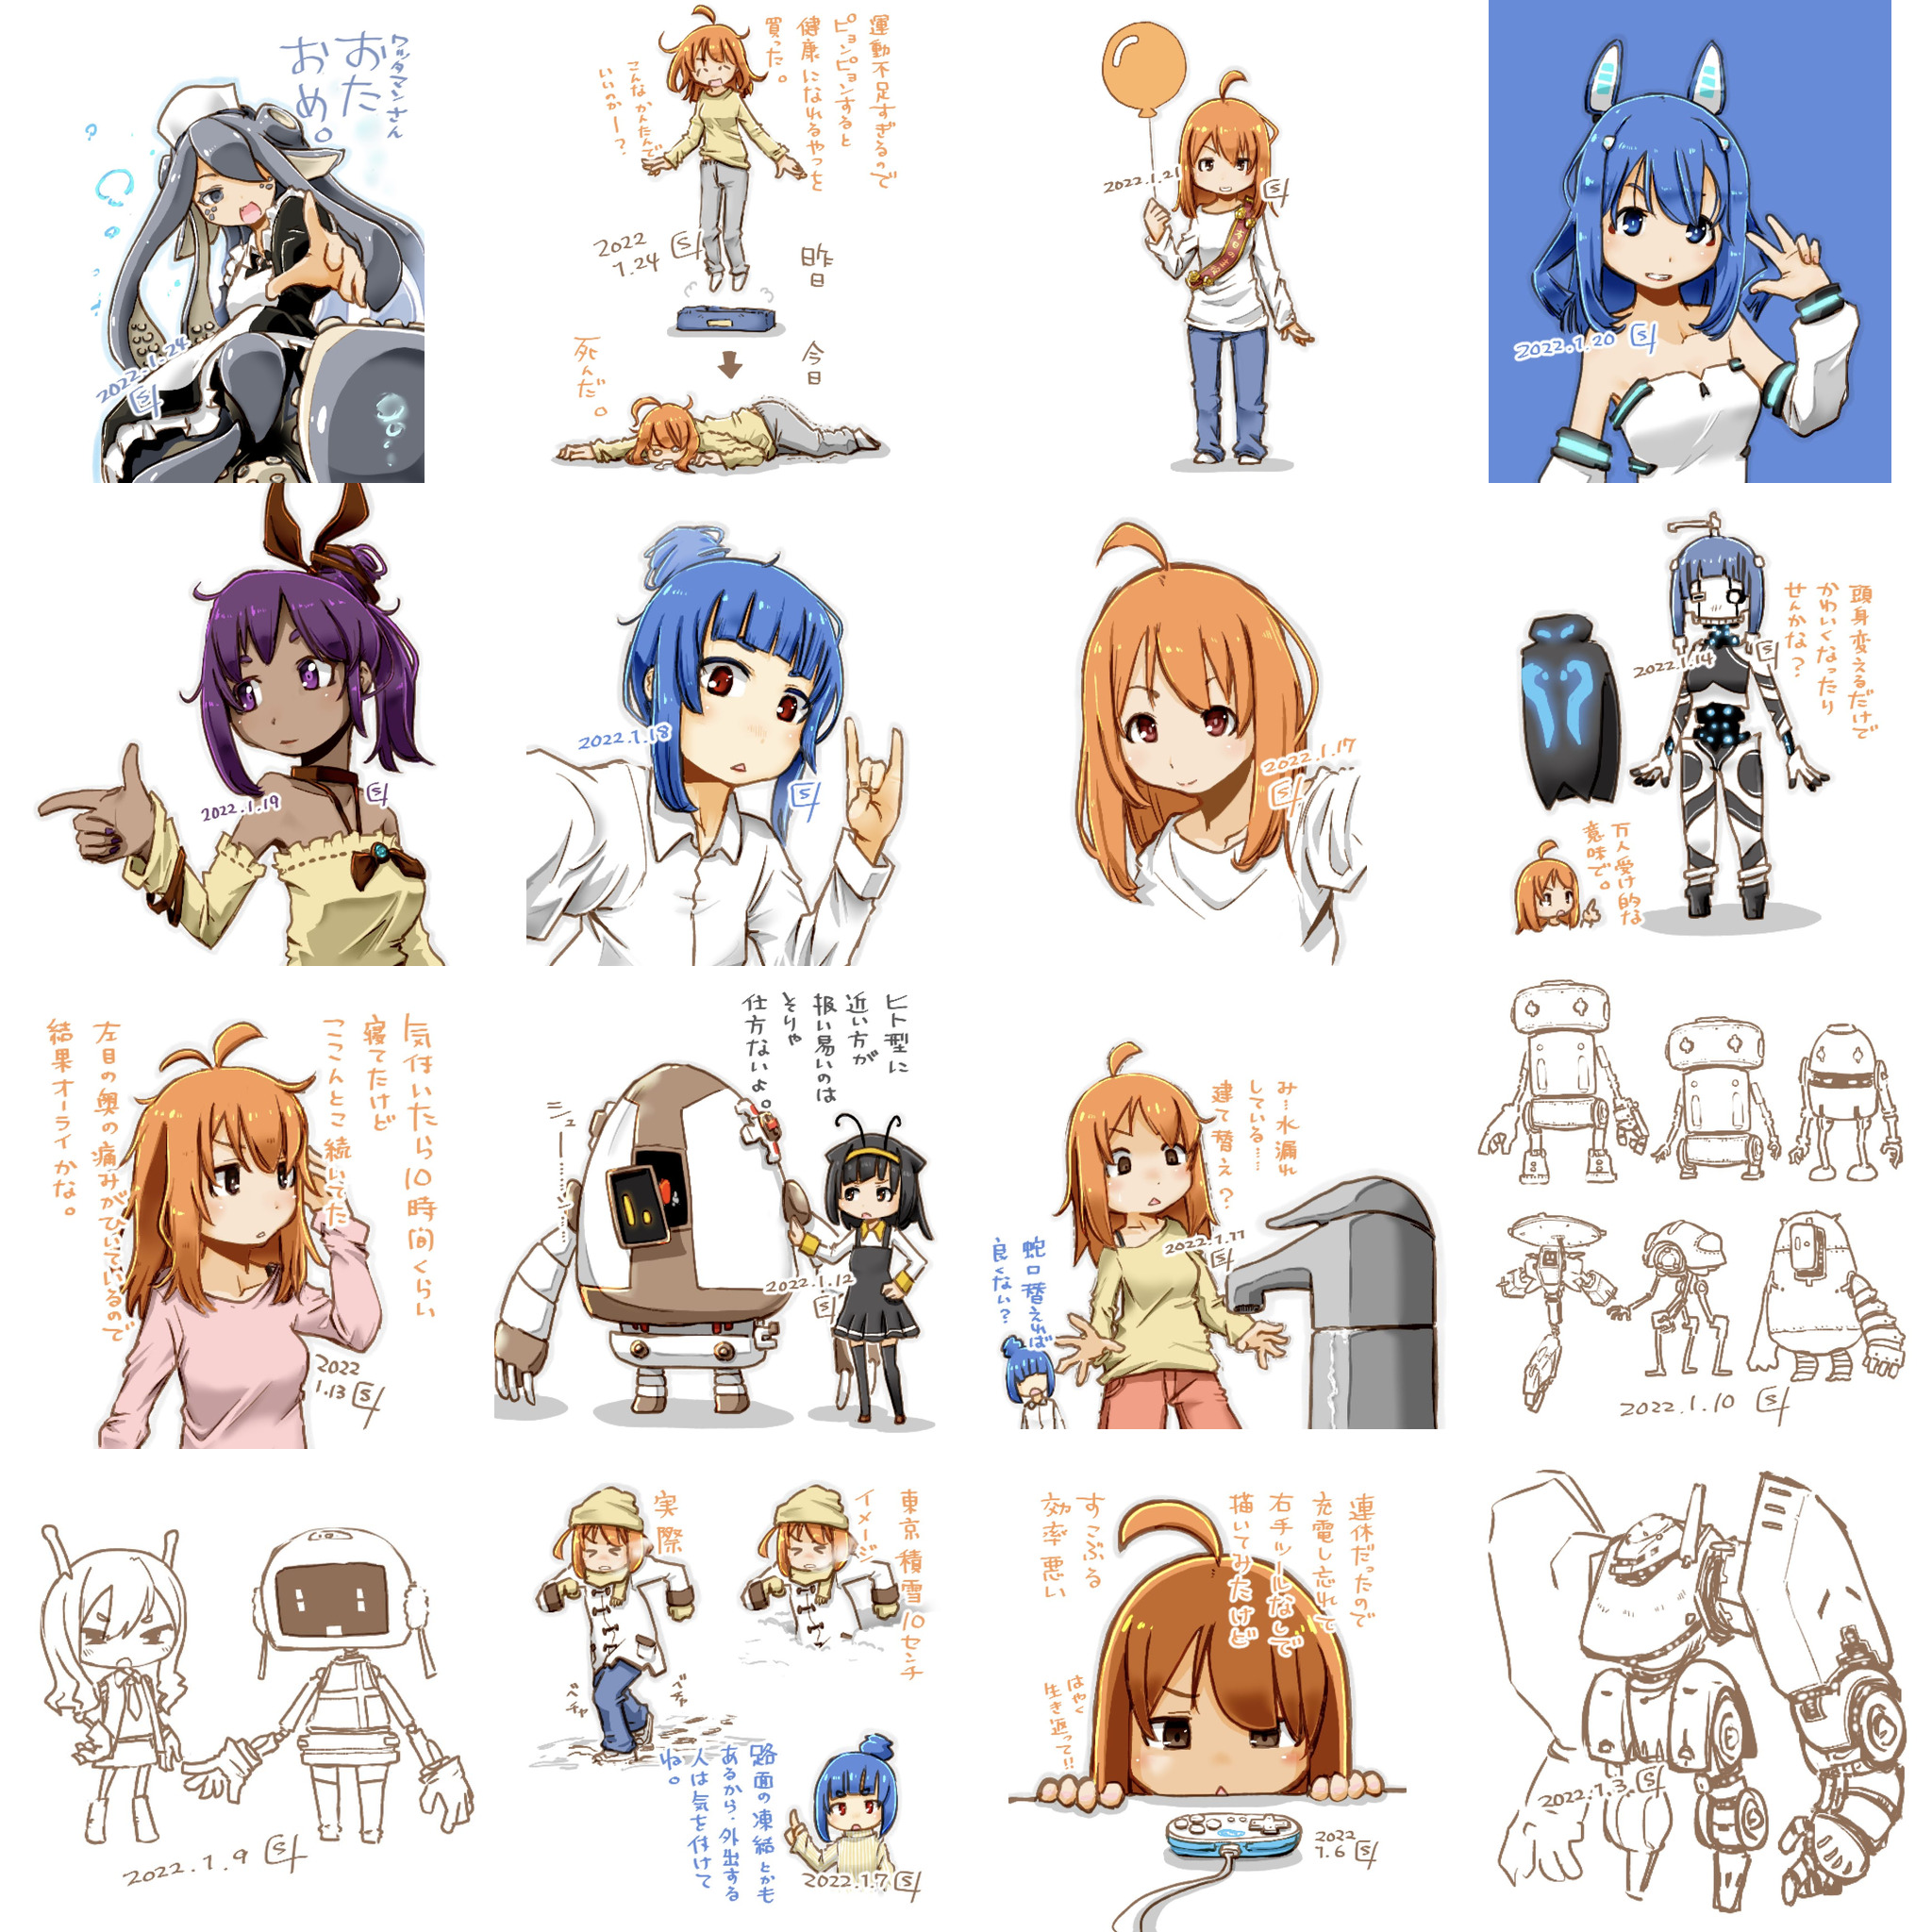 ワッタマンさん
おた
おめ。
2022.1.24
運動不足すぎるので
ピョンピョンすると
健康になれるやつを
買った。
こんなかんたんで
いいのかー？
2022
1.24
昨日
今日
死んだ。
2022.1.21
本日の主役
2022.1.20
2022.1.19
2022.1.18
2022.1.17
頭身変えるだけで
かわいくなったり
せんかな？
2022.1.14
万人受け的な
意味で。
気付いたら10時間くらい
寝てたけど
ここんとこ続いてた
左目の奥の痛みがひいているので
結果オーライかな。
2022
1.13
ヒト型に
近い方が
扱い易いのは
そりゃ
仕方ないよ。
2022.1.12
み…水漏れ
している……
建て替え？
2022.1.11
蛇口替えれば
良くない？
2022.1.10
2022.1.9
東京積雪10センチ
イメージ
実際
ベチャ
ベチャ
路面の凍結とかも
あるから、外出する
人は気を付けて
ね。
2022.1.7
連休だったので
充電し忘れて
右手ツールなしで
描いてみたけど
すこぶる
効率悪い
はやく
生き返って!!
2022
1.6
2022.1.3